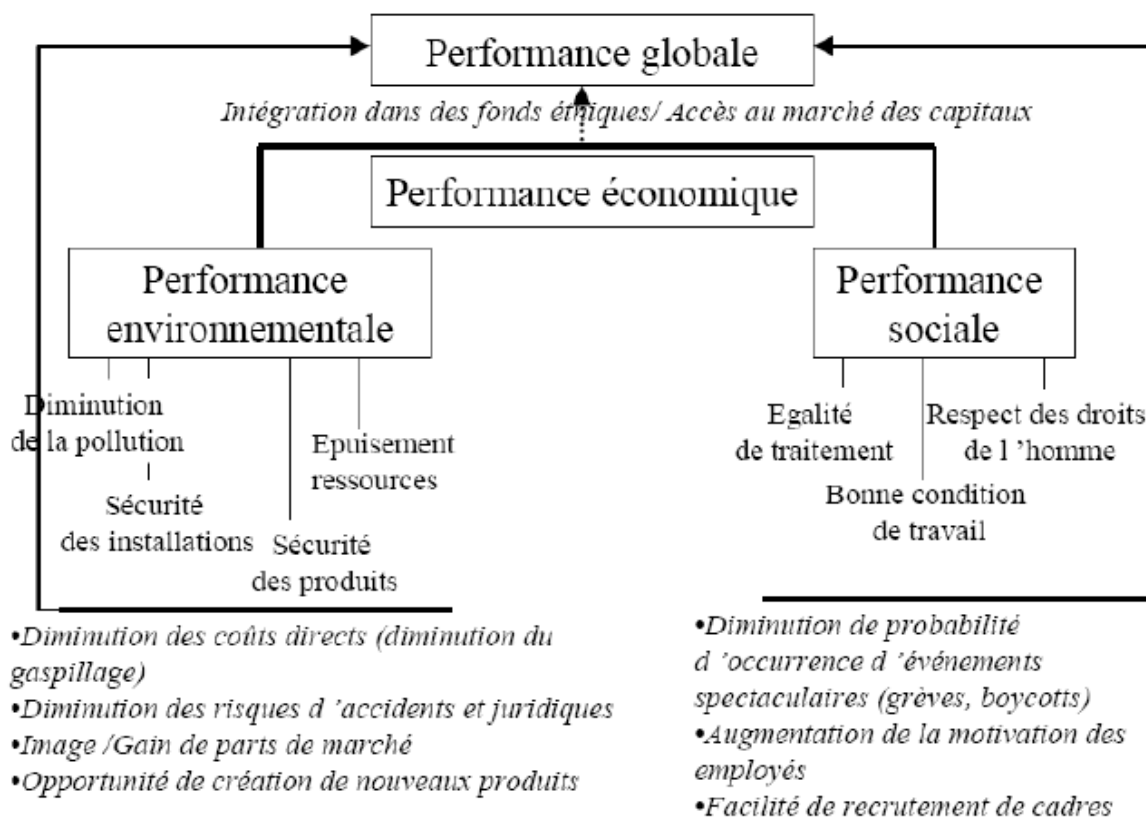 Performance globale
Intégration dans des fonds éthiques/ Accès au marché des capitaux
Performance économique
Performance
environnementale
Performance
sociale
Diminution
de la pollution
Sécurité
des installations
Sécurité
des produits
Epuisement
ressources
Egalité
de traitement
Bonne condition
de travail
Respect des droits
de l ’homme
•Diminution des coûts directs (diminution du
gaspillage)
•Diminution des risques d ’accidents et juridiques
•Image /Gain de parts de marché
•Opportunité de création de nouveaux produits
•Diminution de probabilité
d ’occurrence d ’événements
spectaculaires (grèves, boycotts)
•Augmentation de la motivation des
employés
•Facilité de recrutement de cadres